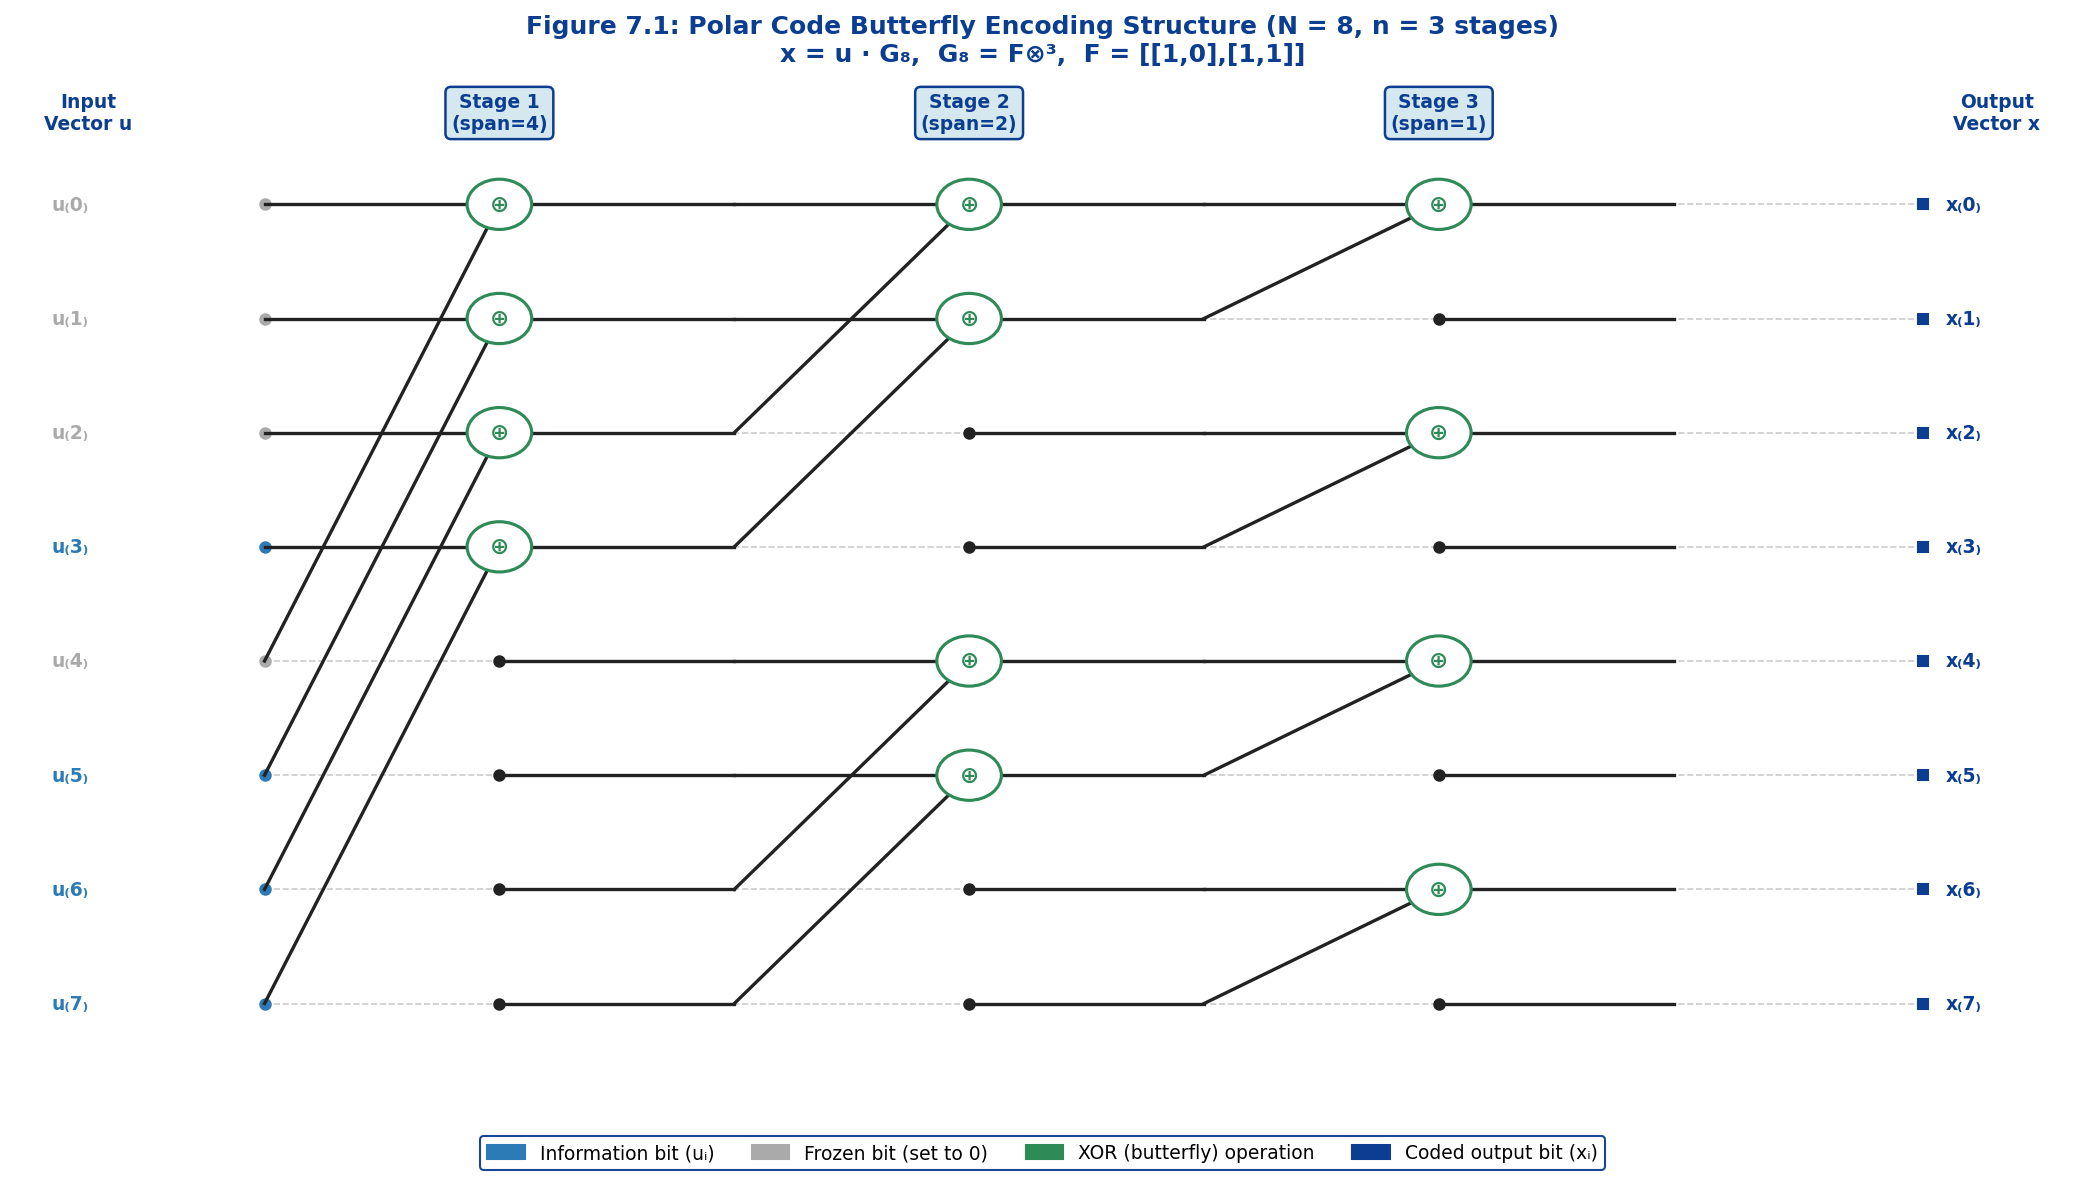 Figure 7.1: Polar Code Butterfly Encoding Structure (N = 8, n = 3 stages)
x = u · G₈,  G₈ = F⊗³,  F = [[1,0],[1,1]]
Input
Vector u
Stage 1
(span=4)
Stage 2
(span=2)
Stage 3
(span=1)
Output
Vector x
u₍0₎ ⊕ ⊕ ⊕ x₍0₎
u₍1₎ ⊕ ⊕ x₍1₎
u₍2₎ ⊕ ⊕ x₍2₎
u₍3₎ ⊕ x₍3₎
u₍4₎ ⊕ ⊕ x₍4₎
u₍5₎ ⊕ x₍5₎
u₍6₎ ⊕ x₍6₎
u₍7₎ x₍7₎
Information bit (uᵢ) Frozen bit (set to 0) XOR (butterfly) operation Coded output bit (xᵢ)